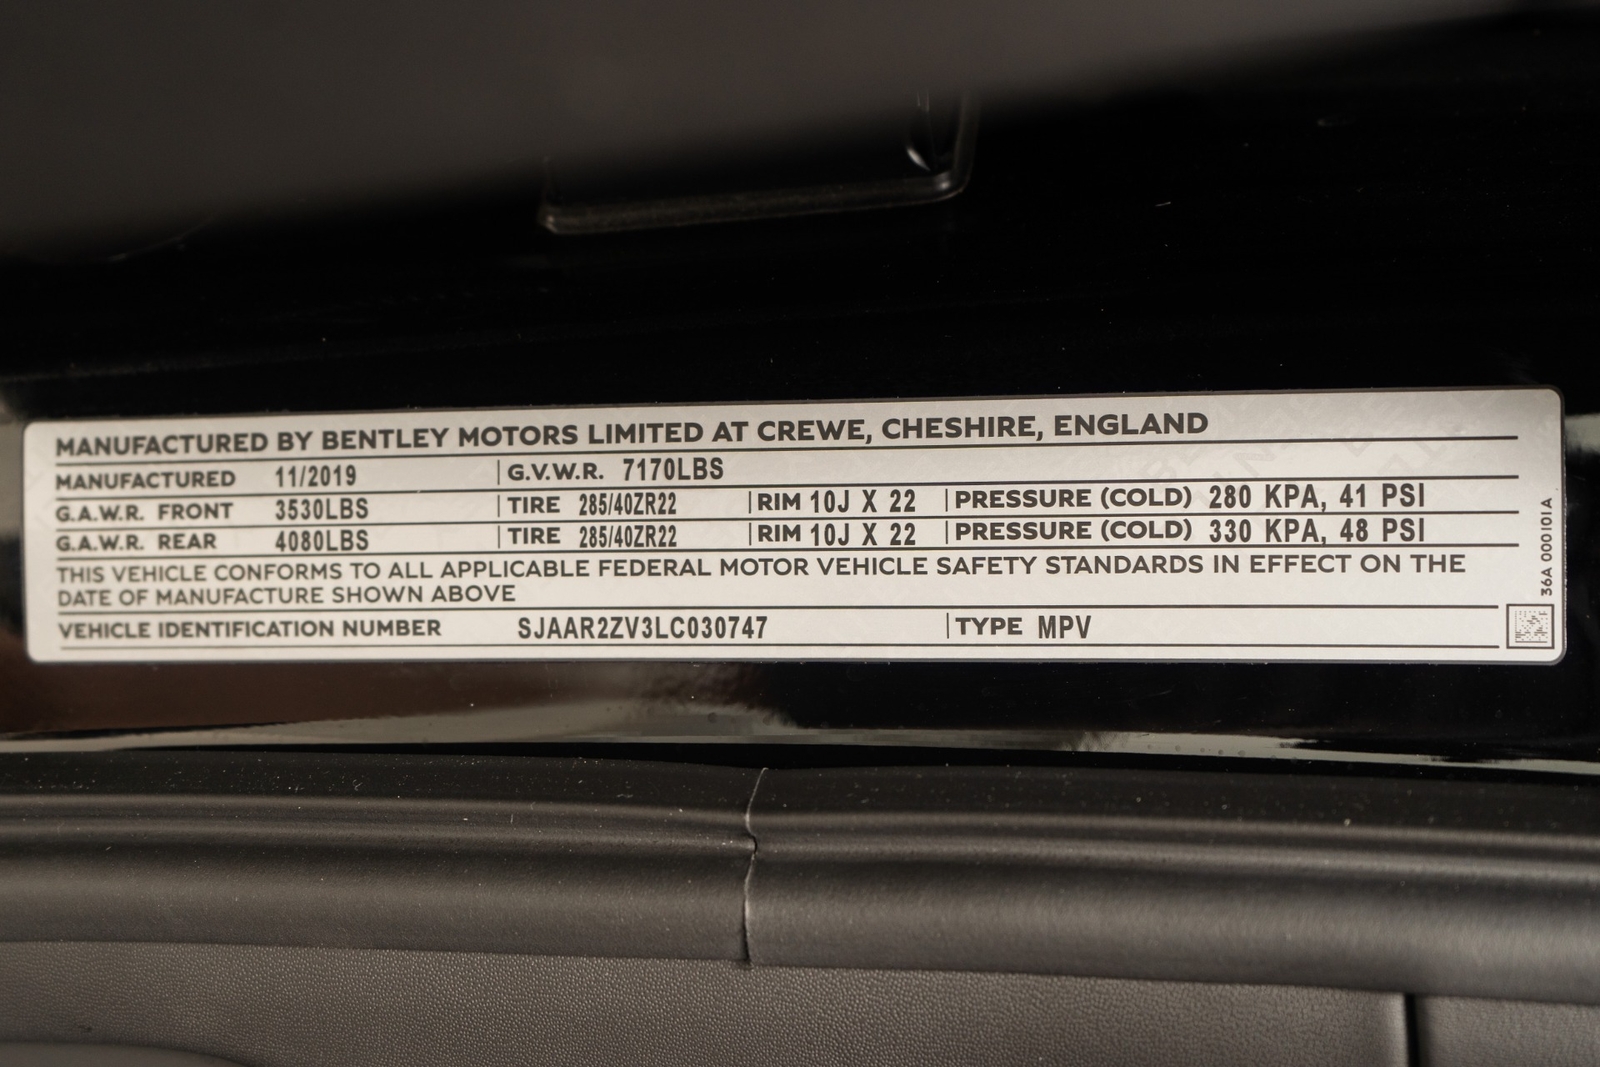 MANUFACTURED BY BENTLEY MOTORS LIMITED AT CREWE, CHESHIRE, ENGLAND
MANUFACTURED 11/2019 G.V.W.R. 7170LBS
G.A.W.R. FRONT 3530LBS TIRE 285/40ZR22 RIM 10J X 22 PRESSURE (COLD) 280 KPA, 41 PSI
G.A.W.R. REAR 4080LBS TIRE 285/40ZR22 RIM 10J X 22 PRESSURE (COLD) 330 KPA, 48 PSI
THIS VEHICLE CONFORMS TO ALL APPLICABLE FEDERAL MOTOR VEHICLE SAFETY STANDARDS IN EFFECT ON THE
DATE OF MANUFACTURE SHOWN ABOVE
VEHICLE IDENTIFICATION NUMBER SJAAR2ZV3LC030747 TYPE MPV
36A 000101 A